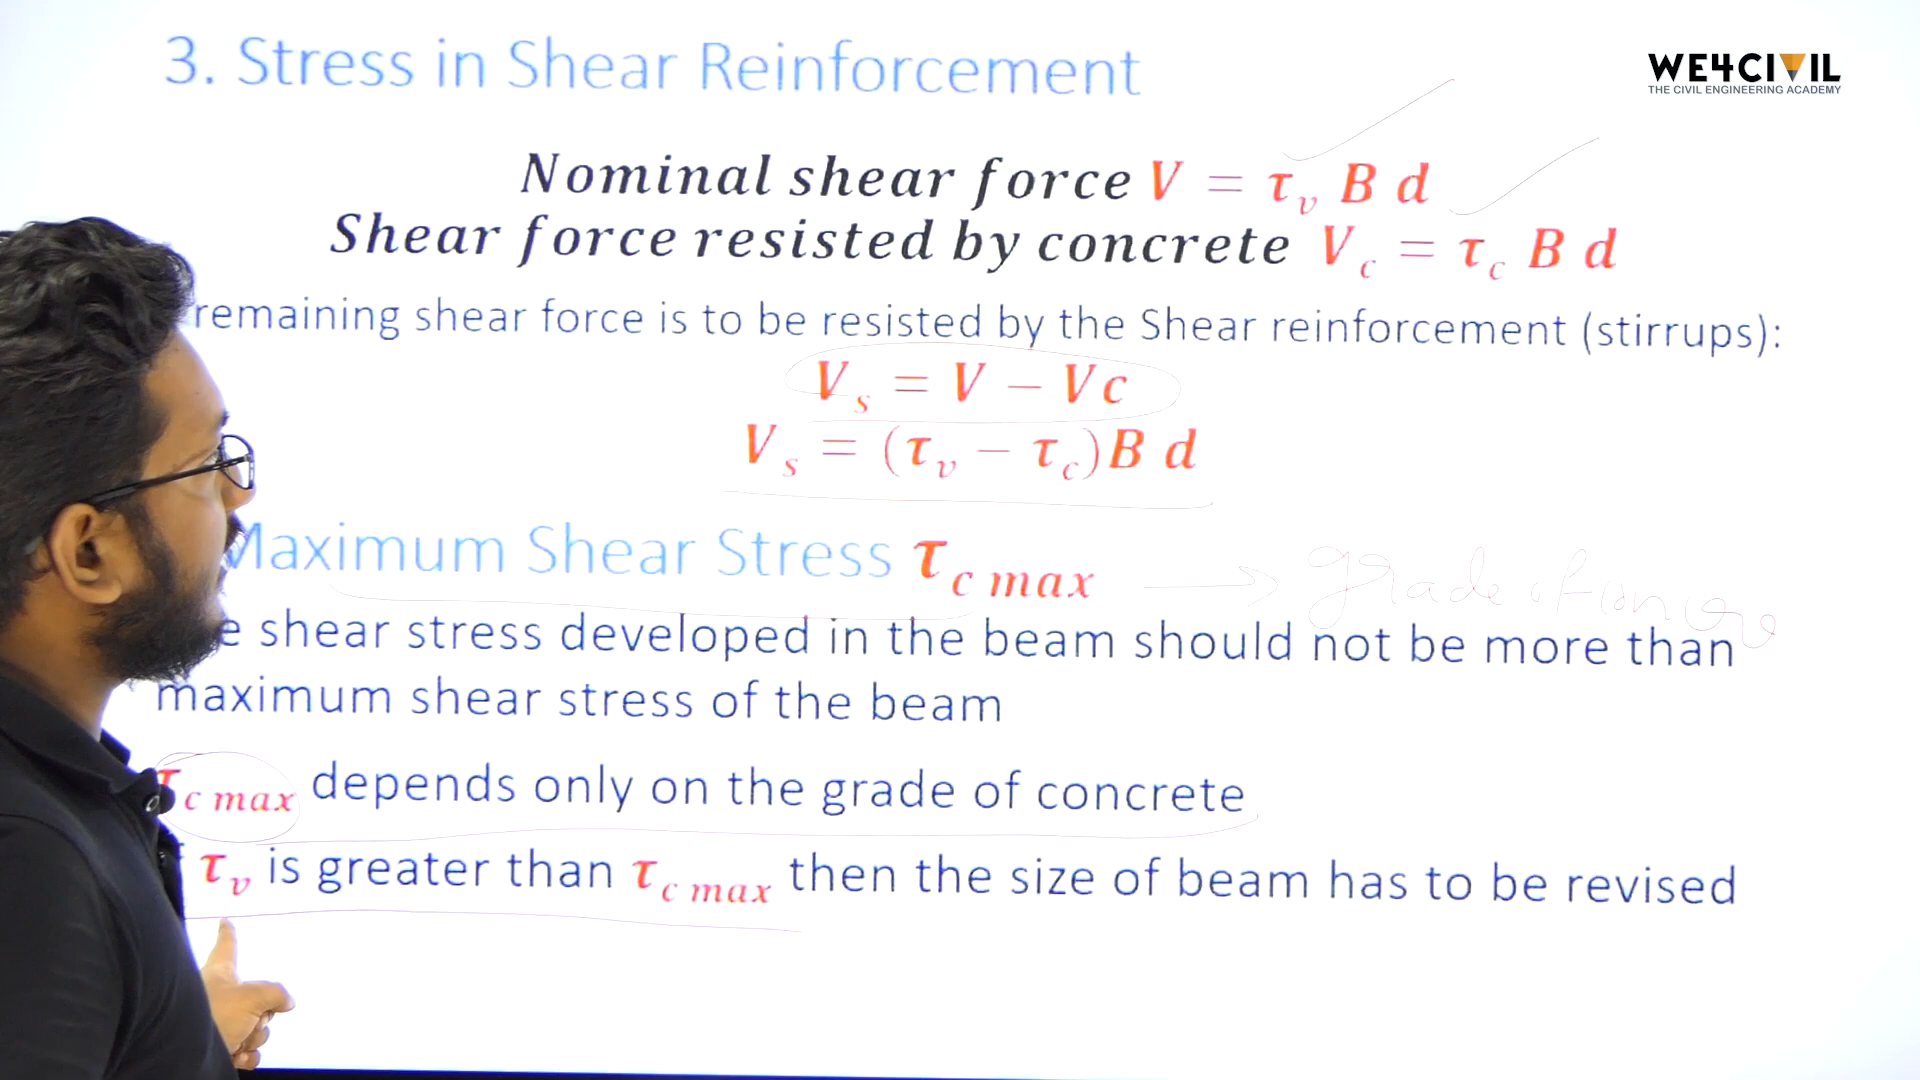 3. Stress in Shear Reinforcement
WE4CIVIL
THE CIVIL ENGINEERING ACADEMY
Nominal shear force V = τv B d
Shear force resisted by concrete Vc = τc B d
remaining shear force is to be resisted by the Shear reinforcement (stirrups):
Vs = V − Vc
Vs = (τv − τc)B d
Maximum Shear Stress τc max
grade of
e shear stress developed in the beam should not be more than
maximum shear stress of the beam
τc max depends only on the grade of concrete
τv is greater than τc max then the size of beam has to be revised